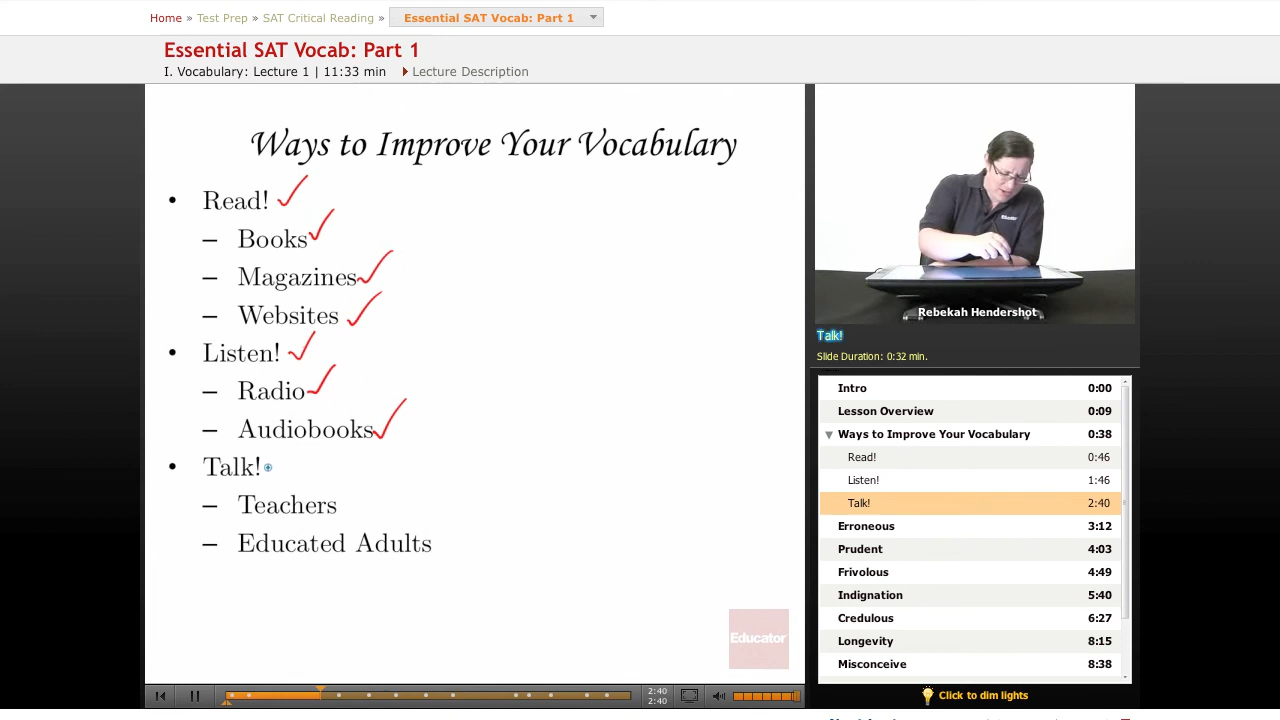 Home » Test Prep » SAT Critical Reading » Essential SAT Vocab: Part 1
Essential SAT Vocab: Part 1
I. Vocabulary: Lecture 1 | 11:33 min Lecture Description
Ways to Improve Your Vocabulary
• Read!
– Books
– Magazines
– Websites
• Listen!
– Radio
– Audiobooks
• Talk!
– Teachers
– Educated Adults
Educator
2:40
2:40
Educator
Rebekah Hendershot
Talk!
Slide Duration: 0:32 min.
Intro 0:00
Lesson Overview 0:09
Ways to Improve Your Vocabulary 0:38
Read! 0:46
Listen! 1:46
Talk! 2:40
Erroneous 3:12
Prudent 4:03
Frivolous 4:49
Indignation 5:40
Credulous 6:27
Longevity 8:15
Misconceive 8:38
Click to dim lights